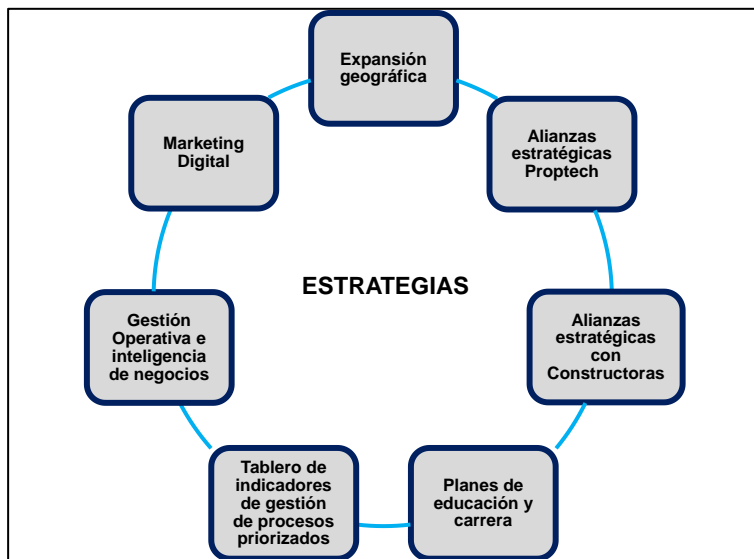 Expansión
geográfica
Alianzas
estratégicas
Proptech
Alianzas
estratégicas
con
Constructoras
Planes de
educación y
carrera
Tablero de
indicadores
de gestión
de procesos
priorizados
Gestión
Operativa e
inteligencia
de negocios
Marketing
Digital
ESTRATEGIAS